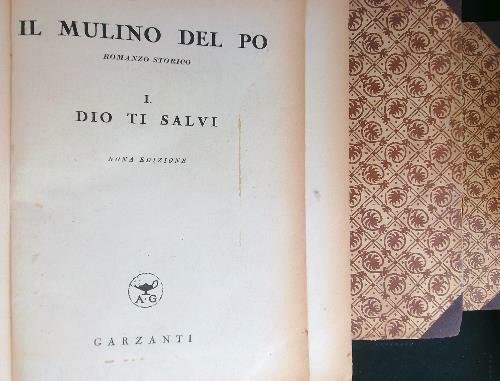 IL MULINO DEL PO
ROMANZO STORICO
I.
DIO TI SALVI
NONA EDIZIONE
A·G
GARZANTI